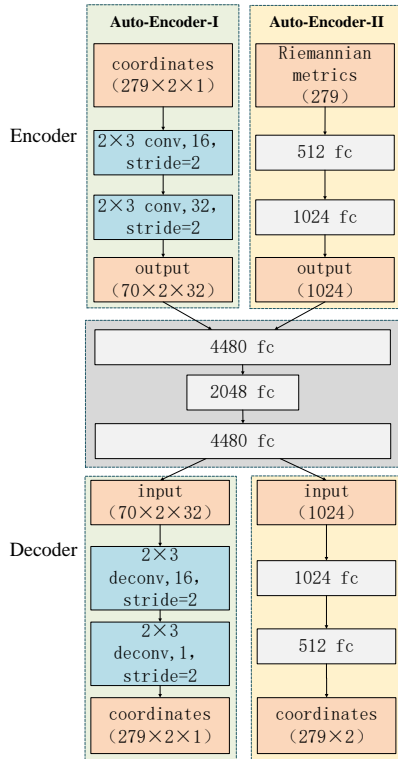 Auto-Encoder-I
Auto-Encoder-II
Encoder
coordinates
(279×2×1)
Riemannian
metrics
(279)
2×3 conv,16,
stride=2
512 fc
2×3 conv,32,
stride=2
1024 fc
output
(70×2×32)
output
(1024)
4480 fc
2048 fc
4480 fc
Decoder
input
(70×2×32)
input
(1024)
2×3
deconv,16,
stride=2
1024 fc
2×3
deconv,1,
stride=2
512 fc
coordinates
(279×2×1)
coordinates
(279×2)